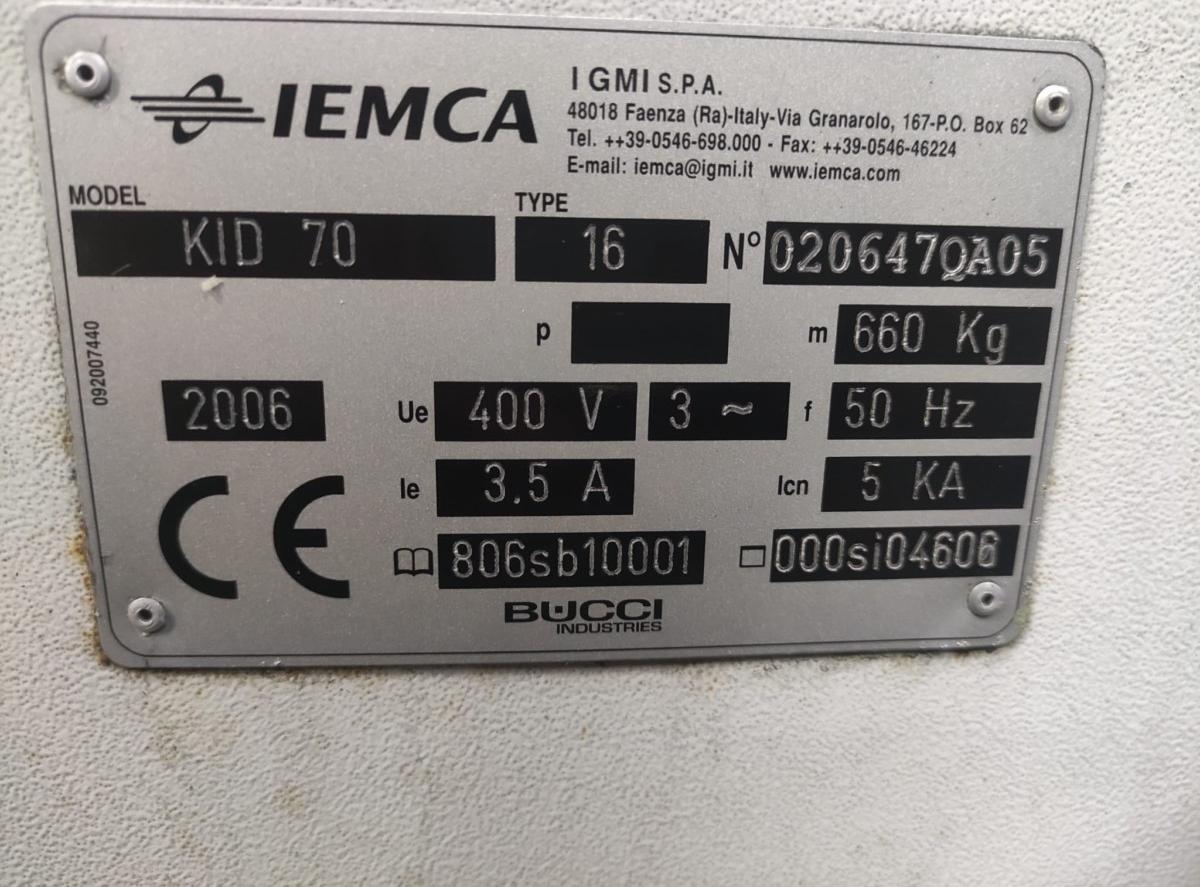 IEMCA
I GMI S.P.A.
48018 Faenza (Ra)-Italy-Via Granarolo, 167-P.O. Box 62
Tel. ++39-0546-698.000 - Fax: ++39-0546-46224
E-mail: iemca@igmi.it www.iemca.com
MODEL TYPE
KID 70 16 N° 020647QA05
p m 660 Kg
092007440
2006 Ue 400 V 3 ~ f 50 Hz
CE Ie 3.5 A Icn 5 KA
806sb10001 000si04606
BUCCI
INDUSTRIES